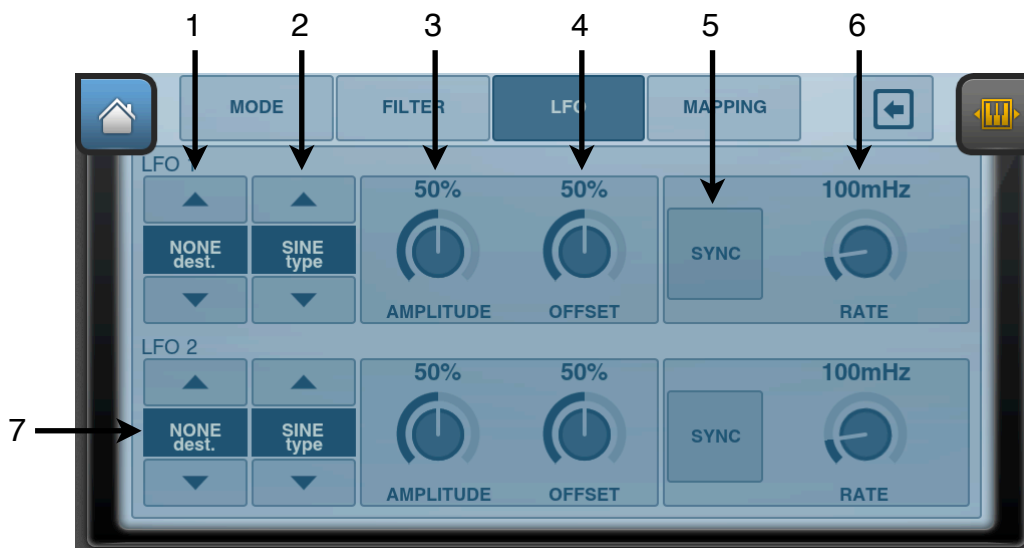 1 2 3 4 5 6
MODE FILTER LFO MAPPING
LFO 1
50% 50% 100mHz
NONE
dest.
SINE
type
SYNC
AMPLITUDE OFFSET RATE
LFO 2
50% 50% 100mHz
7
NONE
dest.
SINE
type
SYNC
AMPLITUDE OFFSET RATE